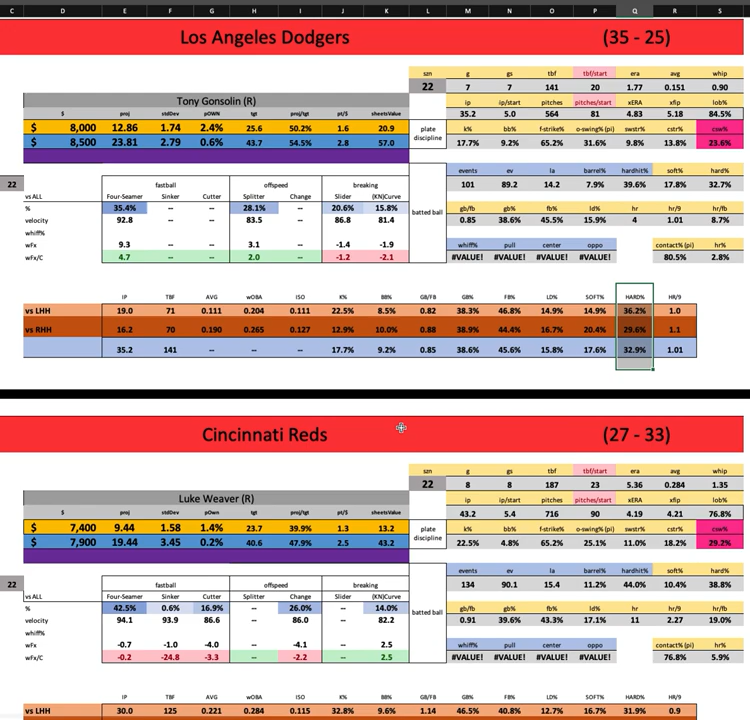 C D E F G H I J K L M N O P Q R S
Los Angeles Dodgers (35 - 25)
szn g gs tbf tbf/start era avg whip
22 7 7 141 20 1.77 0.151 0.90
Tony Gonsolin (R) ip ip/start pitches pitches/start xERA xfip lob%
$ proj stdDev pOWN tgt proj/tgt pt/$ sheetsValue 35.2 5.0 564 81 4.83 5.18 84.5%
$ 8,000 12.86 1.74 2.4% 25.6 50.2% 1.6 20.9 plate discipline k% bb% f-strike% o-swing% (pi) swstr% cstr% csw%
$ 8,500 23.81 2.79 0.6% 43.7 54.5% 2.8 57.0 17.7% 9.2% 65.2% 31.6% 9.8% 13.8% 23.6%
events ev la barrel% hardhit% soft% hard%
22 fastball offspeed breaking 101 89.2 14.2 7.9% 39.6% 17.8% 32.7%
vs ALL Four-Seamer Sinker Cutter Splitter Change Slider (KN)Curve
% 35.4% -- -- 28.1% -- 20.6% 15.8% batted ball gb/fb gb% fb% ld% hr hr/9 hr/fb
velocity 92.8 -- -- 83.5 -- 86.8 81.4 0.85 38.6% 45.5% 15.9% 4 1.01 8.7%
whiff%
wFx 9.3 -- -- 3.1 -- -1.4 -1.9 whiff% pull center oppo contact% (pi) hr%
wFx/C 4.7 -- -- 2.0 -- -1.2 -2.1 #VALUE! #VALUE! #VALUE! #VALUE! 80.5% 2.8%
IP TBF AVG wOBA ISO K% BB% GB/FB GB% FB% LD% SOFT% HARD% HR/9
vs LHH 19.0 71 0.111 0.204 0.111 22.5% 8.5% 0.82 38.3% 46.8% 14.9% 14.9% 36.2% 1.0
vs RHH 16.2 70 0.190 0.265 0.127 12.9% 10.0% 0.88 38.9% 44.4% 16.7% 20.4% 29.6% 1.1
35.2 141 -- -- -- 17.7% 9.2% 0.85 38.6% 45.6% 15.8% 17.6% 32.9% 1.01
Cincinnati Reds (27 - 33)
szn g gs tbf tbf/start era avg whip
22 8 8 187 23 5.36 0.284 1.35
Luke Weaver (R) ip ip/start pitches pitches/start xERA xfip lob%
$ proj stdDev pOwn tgt proj/tgt pt/$ sheetsValue 43.2 5.4 716 90 4.19 4.21 76.8%
$ 7,400 9.44 1.58 1.4% 23.7 39.9% 1.3 13.2 plate discipline k% bb% f-strike% o-swing% (pi) swstr% cstr% csw%
$ 7,900 19.44 3.45 0.2% 40.6 47.9% 2.5 43.2 22.5% 4.8% 65.2% 25.1% 11.0% 18.2% 29.2%
events ev la barrel% hardhit% soft% hard%
22 fastball offspeed breaking 134 90.1 15.4 11.2% 44.0% 10.4% 38.8%
vs ALL Four-Seamer Sinker Cutter Splitter Change Slider (KN)Curve
% 42.5% 0.6% 16.9% -- 26.0% -- 14.0% batted ball gb/fb gb% fb% ld% hr hr/9 hr/fb
velocity 94.1 93.9 86.6 -- 86.0 -- 82.2 0.91 39.6% 43.3% 17.1% 11 2.27 19.0%
whiff%
wFx -0.7 -1.0 -4.0 -- -4.1 -- 2.5 whiff% pull center oppo contact% (pi) hr%
wFx/C -0.2 -24.8 -3.3 -- -2.2 -- 2.5 #VALUE! #VALUE! #VALUE! #VALUE! 76.8% 5.9%
IP TBF AVG wOBA ISO K% BB% GB/FB GB% FB% LD% SOFT% HARD% HR/9
vs LHH 30.0 125 0.221 0.284 0.115 32.8% 9.6% 1.14 46.5% 40.8% 12.7% 16.7% 31.9% 0.9